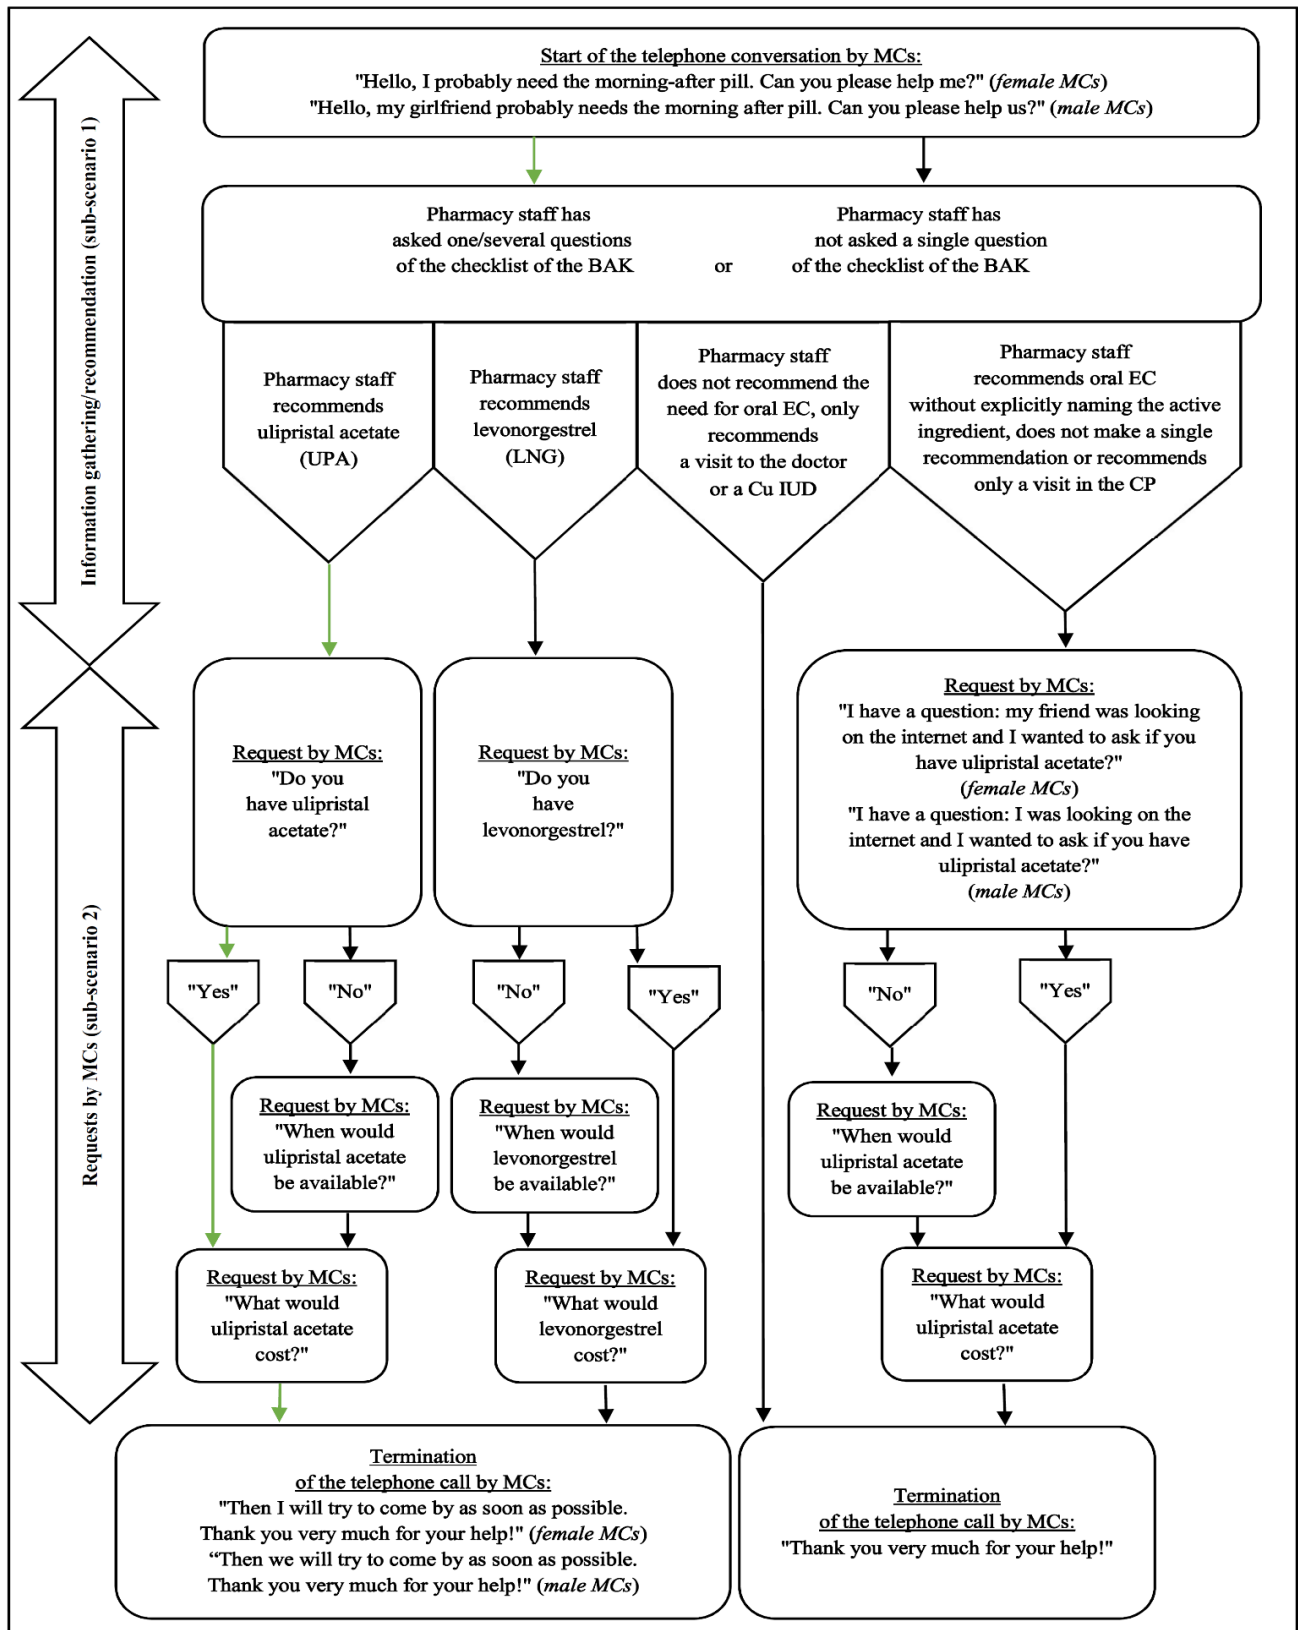 Start of the telephone conversation by MCs:
"Hello, I probably need the morning-after pill. Can you please help me?" (female MCs)
"Hello, my girlfriend probably needs the morning after pill. Can you please help us?" (male MCs)
Information gathering/recommendation (sub-scenario 1)
Pharmacy staff has
asked one/several questions
of the checklist of the BAK
or
Pharmacy staff has
not asked a single question
of the checklist of the BAK
Pharmacy staff
recommends
ulipristal acetate
(UPA)
Pharmacy staff
recommends
levonorgestrel
(LNG)
Pharmacy staff
does not recommend the
need for oral EC, only
recommends
a visit to the doctor
or a Cu IUD
Pharmacy staff
recommends oral EC
without explicitly naming the active
ingredient, does not make a single
recommendation or recommends
only a visit in the CP
Requests by MCs (sub-scenario 2)
Request by MCs:
"Do you
have ulipristal
acetate?"
Request by MCs:
"Do you
have
levonorgestrel?"
Request by MCs:
"I have a question: my friend was looking
on the internet and I wanted to ask if you
have ulipristal acetate?"
(female MCs)
"I have a question: I was looking on the
internet and I wanted to ask if you have
ulipristal acetate?"
(male MCs)
"Yes"
"No"
"No"
"Yes"
"No"
"Yes"
Request by MCs:
"When would
ulipristal acetate
be available?"
Request by MCs:
"When would
levonorgestrel
be available?"
Request by MCs:
"When would
ulipristal acetate
be available?"
Request by MCs:
"What would
ulipristal acetate
cost?"
Request by MCs:
"What would
levonorgestrel
cost?"
Request by MCs:
"What would
ulipristal acetate
cost?"
Termination
of the telephone call by MCs:
"Then I will try to come by as soon as possible.
Thank you very much for your help!" (female MCs)
“Then we will try to come by as soon as possible.
Thank you very much for your help!" (male MCs)
Termination
of the telephone call by MCs:
"Thank you very much for your help!"